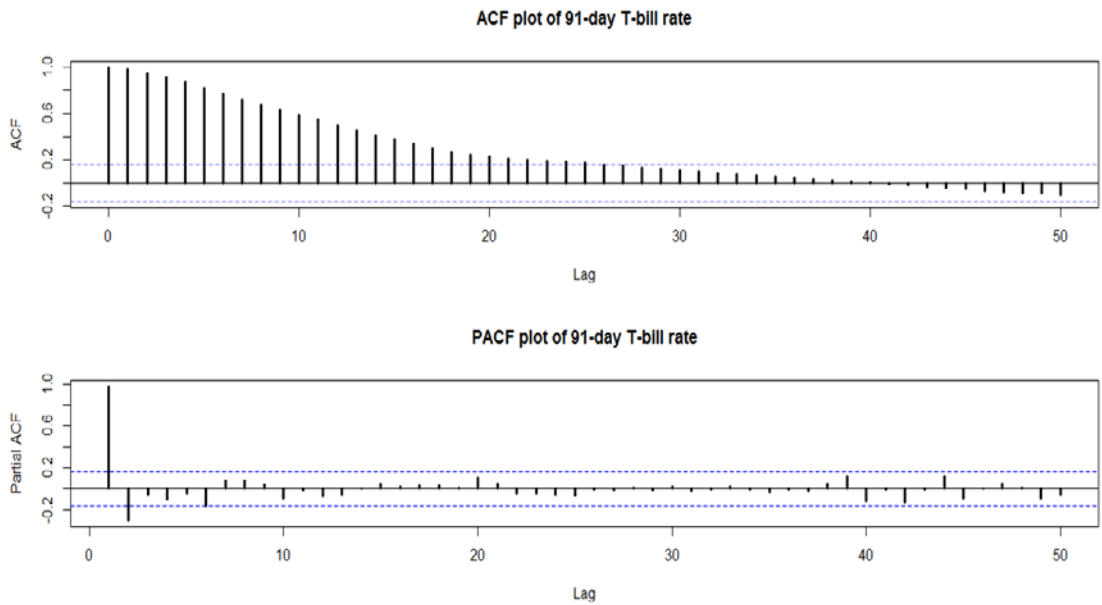 ACF plot of 91-day T-bill rate
ACF
1.0
0.6
0.2
-0.2
0 10 20 30 40 50
Lag
PACF plot of 91-day T-bill rate
Partial ACF
1.0
0.6
0.2
-0.2
0 10 20 30 40 50
Lag